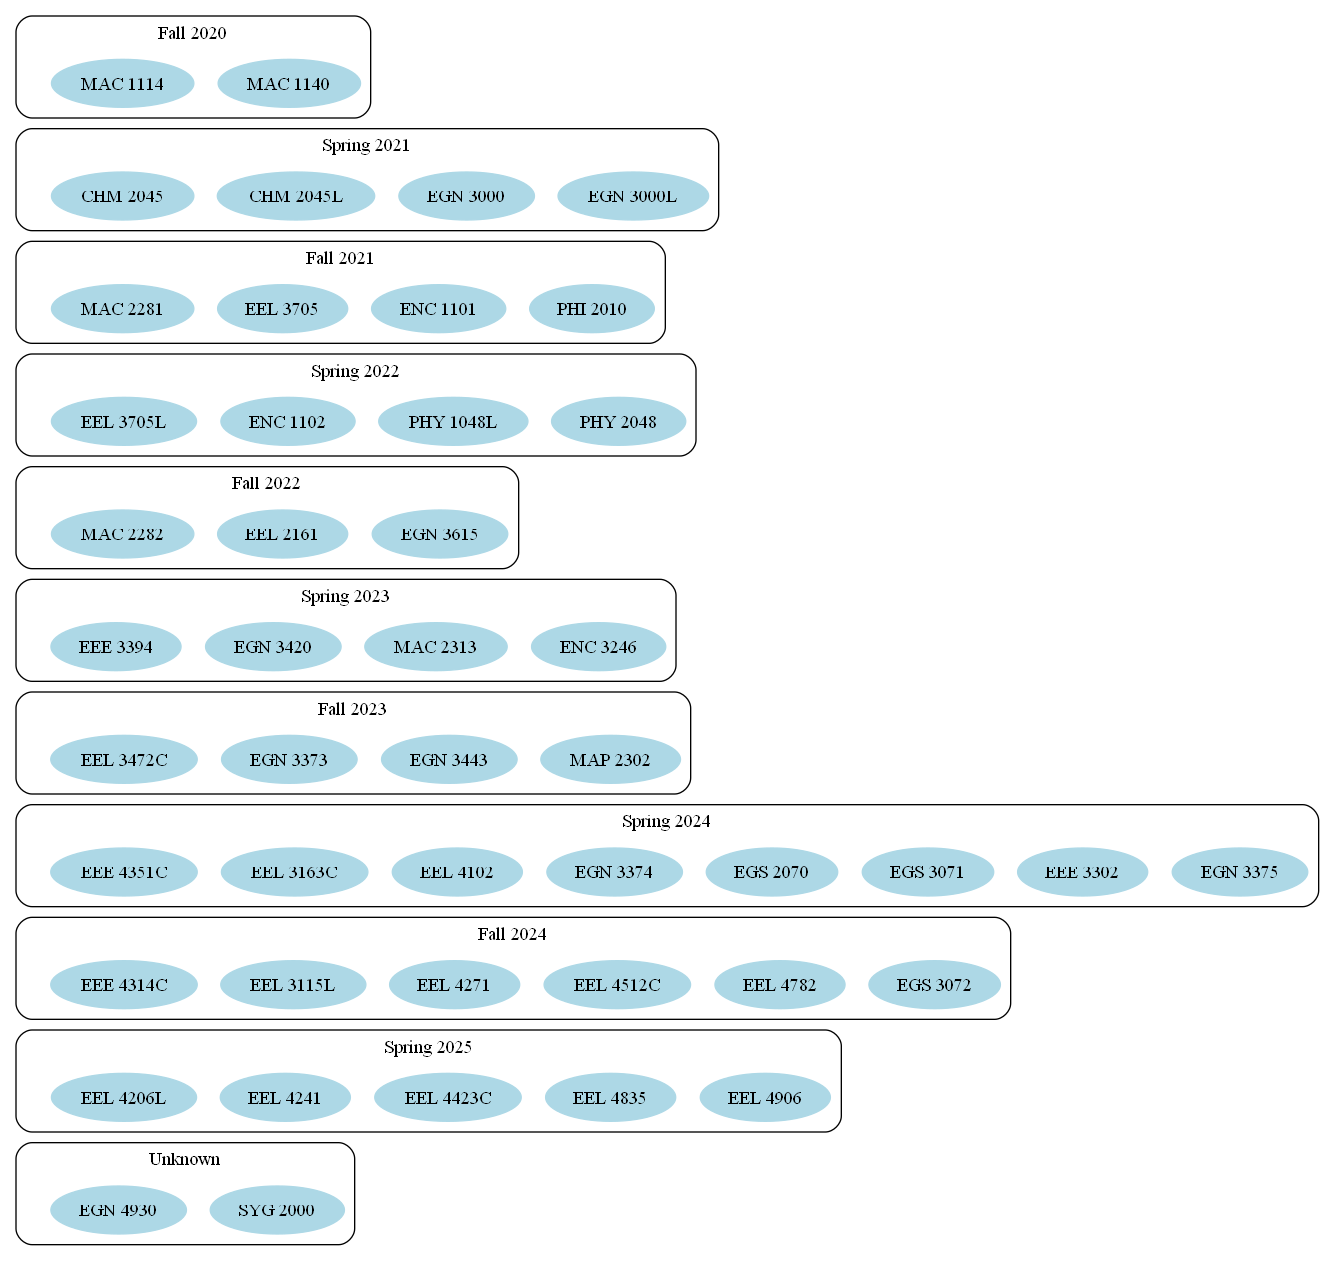 Fall 2020
MAC 1114 MAC 1140
Spring 2021
CHM 2045 CHM 2045L EGN 3000 EGN 3000L
Fall 2021
MAC 2281 EEL 3705 ENC 1101 PHI 2010
Spring 2022
EEL 3705L ENC 1102 PHY 1048L PHY 2048
Fall 2022
MAC 2282 EEL 2161 EGN 3615
Spring 2023
EEE 3394 EGN 3420 MAC 2313 ENC 3246
Fall 2023
EEL 3472C EGN 3373 EGN 3443 MAP 2302
Spring 2024
EEE 4351C EEL 3163C EEL 4102 EGN 3374 EGS 2070 EGS 3071 EEE 3302 EGN 3375
Fall 2024
EEE 4314C EEL 3115L EEL 4271 EEL 4512C EEL 4782 EGS 3072
Spring 2025
EEL 4206L EEL 4241 EEL 4423C EEL 4835 EEL 4906
Unknown
EGN 4930 SYG 2000